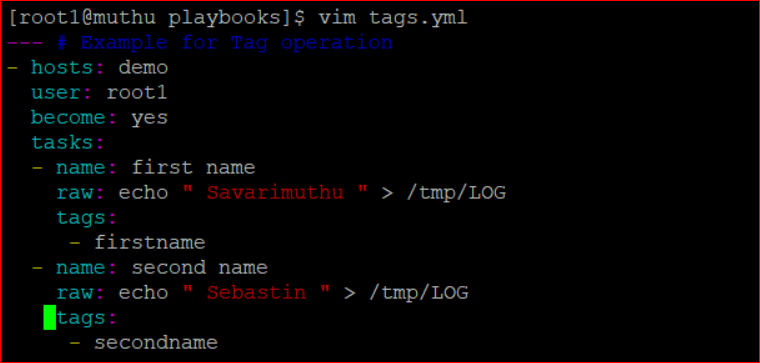 [root1@muthu playbooks]$ vim tags.yml
--- # Example for Tag operation
- hosts: demo
  user: root1
  become: yes
  tasks:
  - name: first name
    raw: echo " Savarimuthu " > /tmp/LOG
    tags:
     - firstname
  - name: second name
    raw: echo " Sebastin " > /tmp/LOG
    tags:
     - secondname